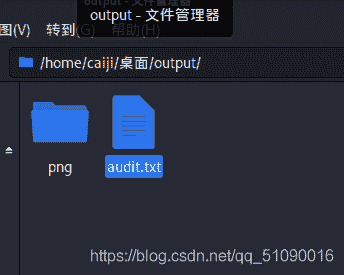 output - 文件管理器
图(V) 转到(G) 帮助(H)
/home/caiji/桌面/output/
png
audit.txt
https://blog.csdn.net/qq_51090016